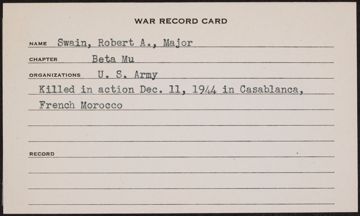 WAR RECORD CARD
NAME Swain, Robert A., Major
CHAPTER Beta Mu
ORGANIZATIONS U. S. Army
Killed in action Dec. 11, 1944 in Casablanca,
French Morocco
RECORD